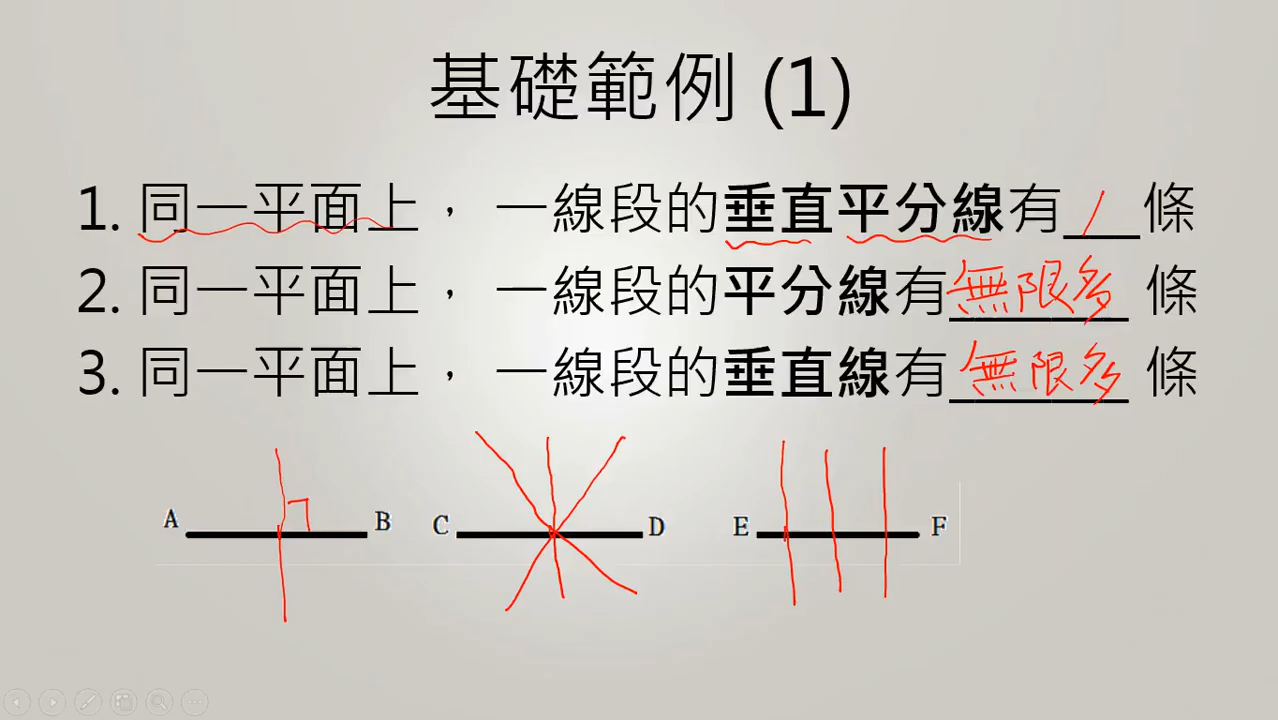 基礎範例 (1)
1. 同一平面上， 一線段的垂直平分線有 1 條
2. 同一平面上， 一線段的平分線有無限多 條
3. 同一平面上， 一線段的垂直線有無限多 條
A B C D E F